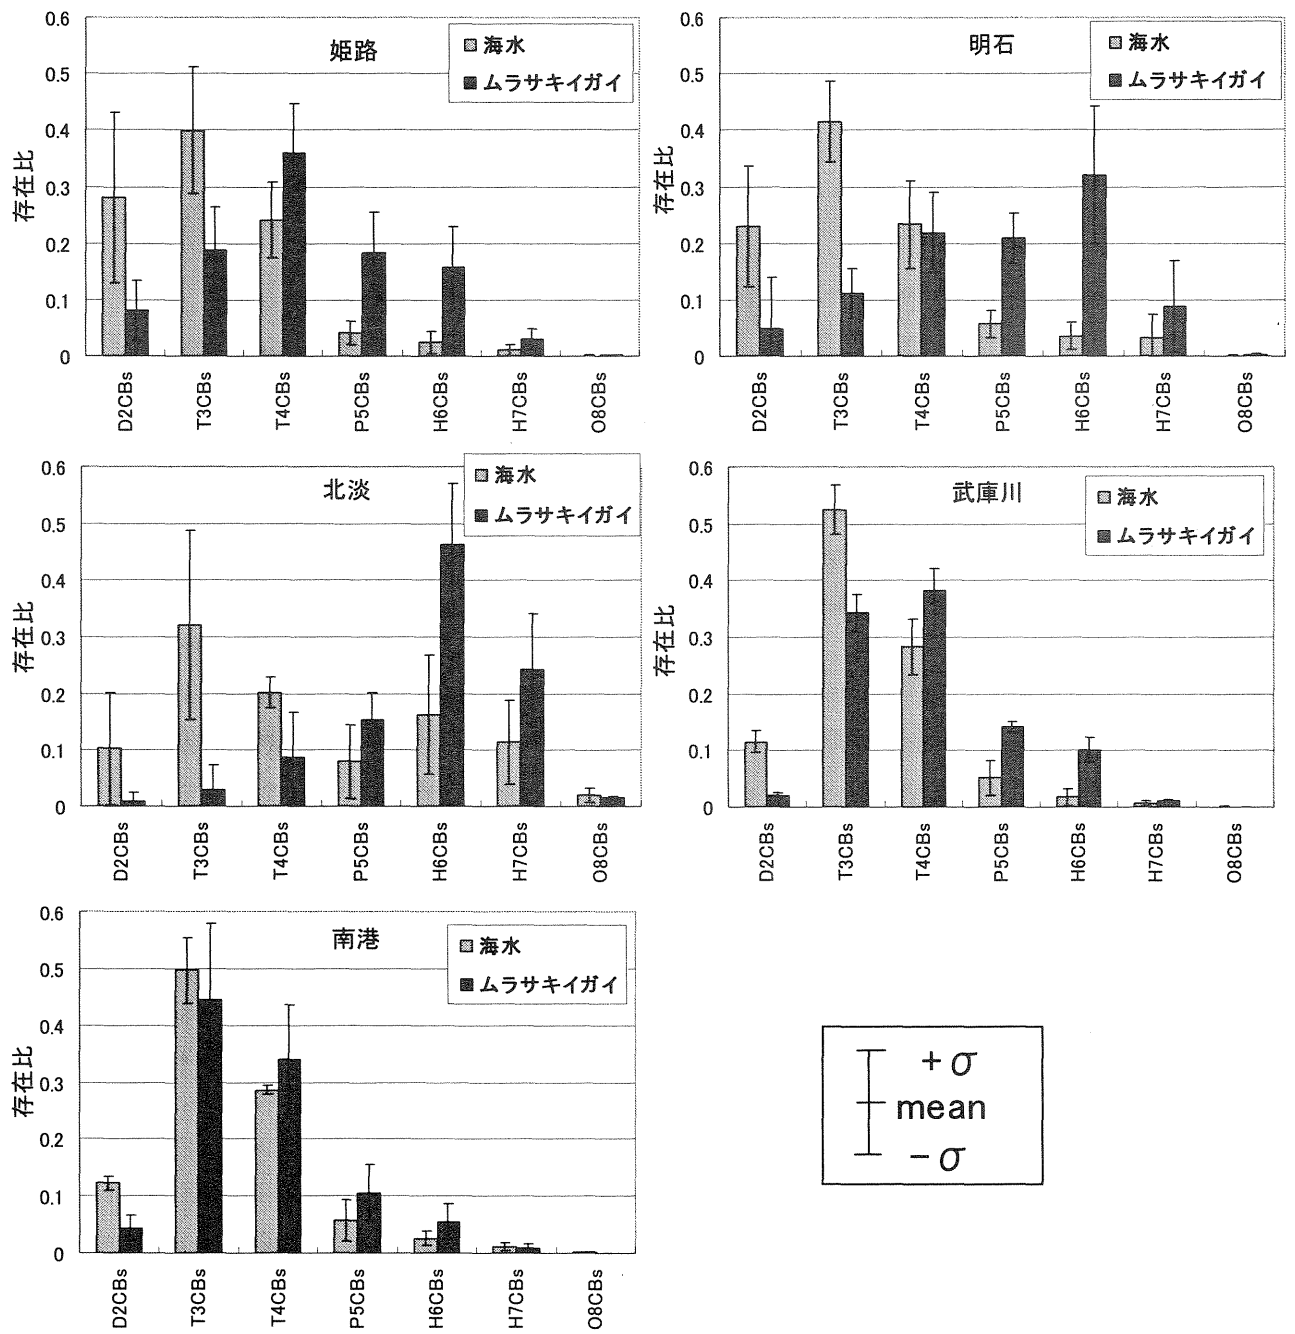 姫路
海水
ムラサキイガイ
存在比
0.6
0.5
0.4
0.3
0.2
0.1
0
D2CBs
T3CBs
T4CBs
P5CBs
H6CBs
H7CBs
O8CBs
明石
海水
ムラサキイガイ
存在比
0.6
0.5
0.4
0.3
0.2
0.1
0
D2CBs
T3CBs
T4CBs
P5CBs
H6CBs
H7CBs
O8CBs
北淡
海水
ムラサキイガイ
存在比
0.6
0.5
0.4
0.3
0.2
0.1
0
D2CBs
T3CBs
T4CBs
P5CBs
H6CBs
H7CBs
O8CBs
武庫川
海水
ムラサキイガイ
存在比
0.6
0.5
0.4
0.3
0.2
0.1
0
D2CBs
T3CBs
T4CBs
P5CBs
H6CBs
H7CBs
O8CBs
南港
海水
ムラサキイガイ
存在比
0.6
0.5
0.4
0.3
0.2
0.1
0
D2CBs
T3CBs
T4CBs
P5CBs
H6CBs
H7CBs
O8CBs
+σ
mean
−σ